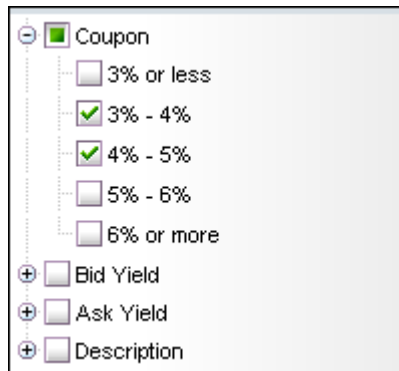 Coupon
3% or less
3% - 4%
4% - 5%
5% - 6%
6% or more
Bid Yield
Ask Yield
Description